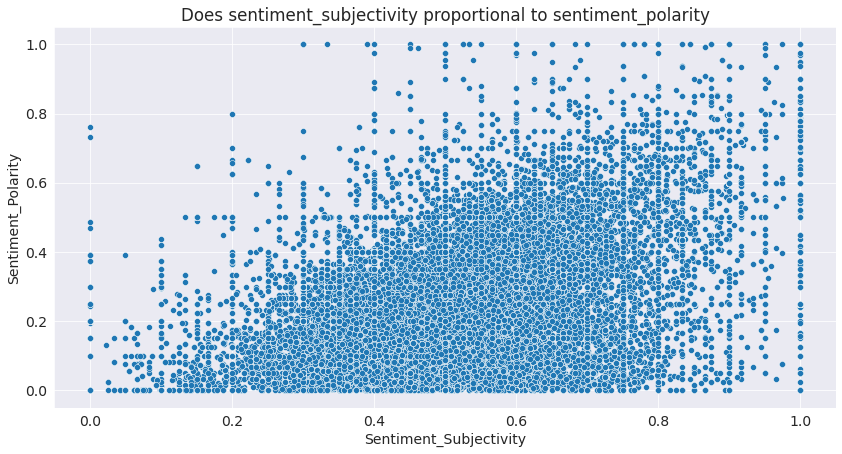 Does sentiment_subjectivity proportional to sentiment_polarity
1.0
0.8
0.6
0.4
0.2
0.0
Sentiment_Polarity
0.0 0.2 0.4 0.6 0.8 1.0
Sentiment_Subjectivity